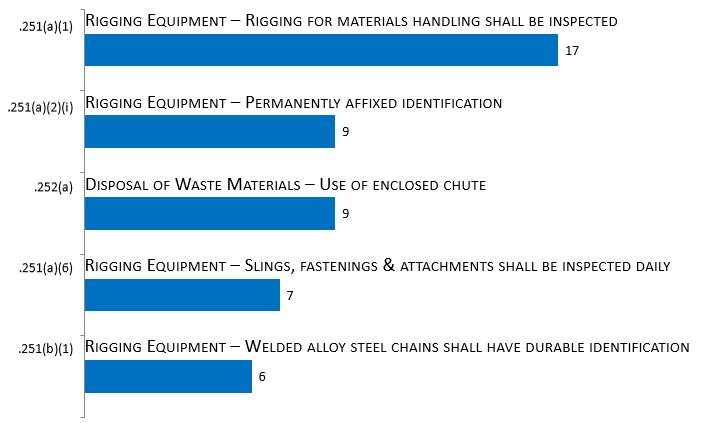 .251(a)(1) Rigging Equipment – Rigging for materials handling shall be inspected
17
.251(a)(2)(i) Rigging Equipment – Permanently affixed identification
9
.252(a) Disposal of Waste Materials – Use of enclosed chute
9
.251(a)(6) Rigging Equipment – Slings, fastenings & attachments shall be inspected daily
7
.251(b)(1) Rigging Equipment – Welded alloy steel chains shall have durable identification
6